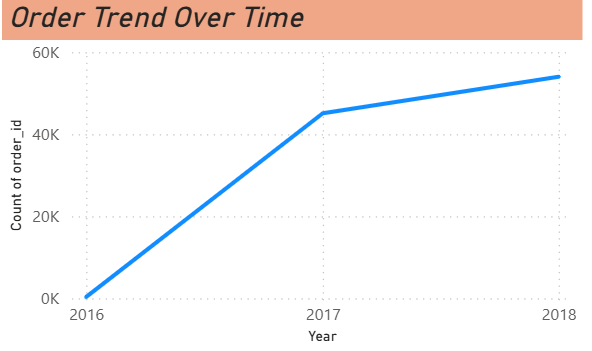 Order Trend Over Time
60K
40K
20K
0K
Count of order_id
2016 2017 2018
Year